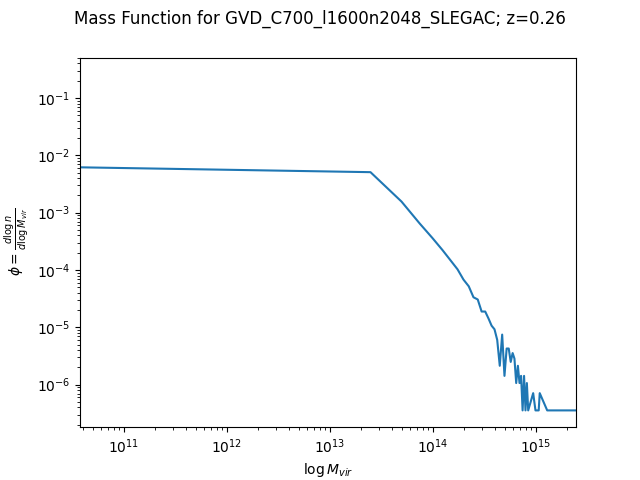 Mass Function for GVD_C700_l1600n2048_SLEGAC; z=0.26
10⁻¹
10⁻²
10⁻³
10⁻⁴
10⁻⁵
10⁻⁶
ϕ = d log n / d log M_vir
10¹¹ 10¹² 10¹³ 10¹⁴ 10¹⁵
log M_vir